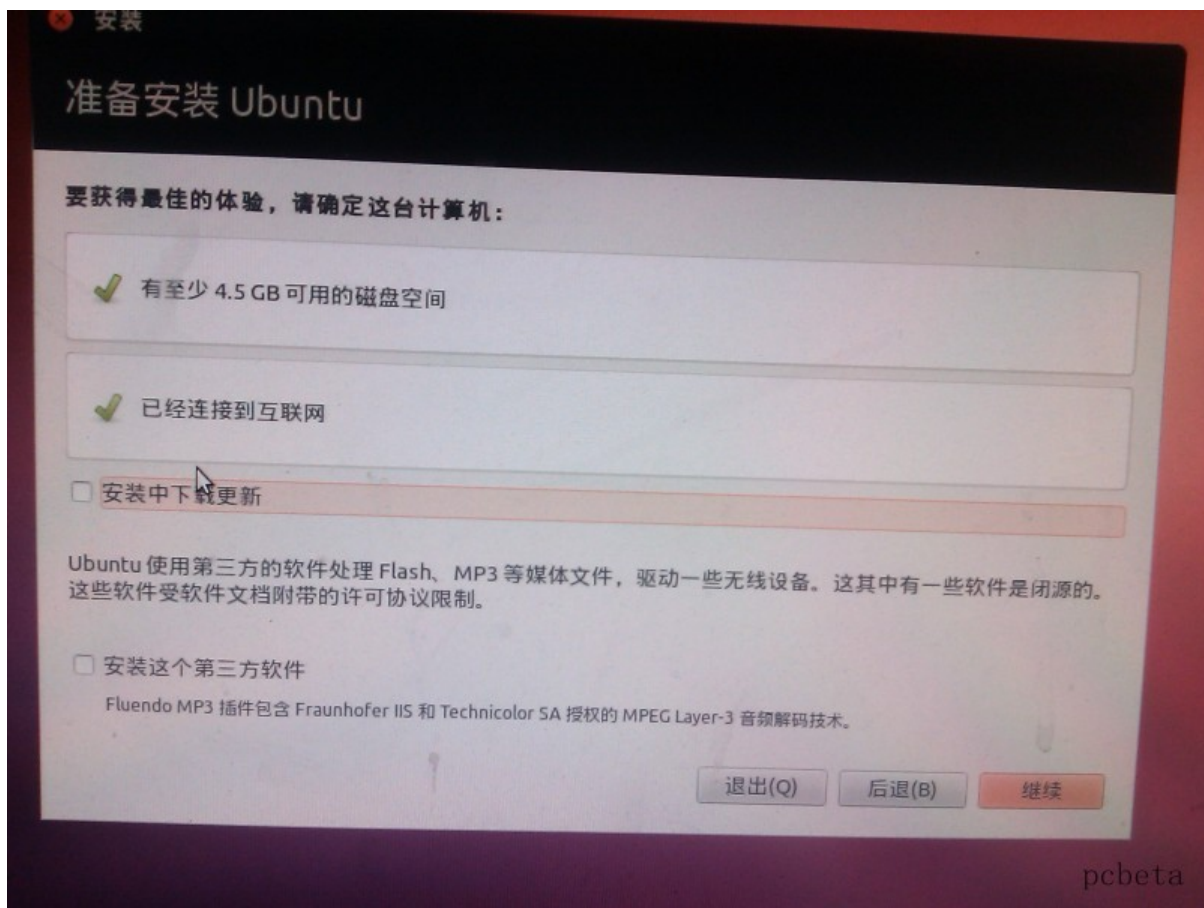 安装
准备安装 Ubuntu
要获得最佳的体验，请确定这台计算机：
有至少 4.5 GB 可用的磁盘空间
已经连接到互联网
安装中下载更新
Ubuntu 使用第三方的软件处理 Flash、MP3 等媒体文件，驱动一些无线设备。这其中有一些软件是闭源的。
这些软件受软件文档附带的许可协议限制。
安装这个第三方软件
Fluendo MP3 插件包含 Fraunhofer IIS 和 Technicolor SA 授权的 MPEG Layer-3 音频解码技术。
退出(Q) 后退(B) 继续
pcbeta